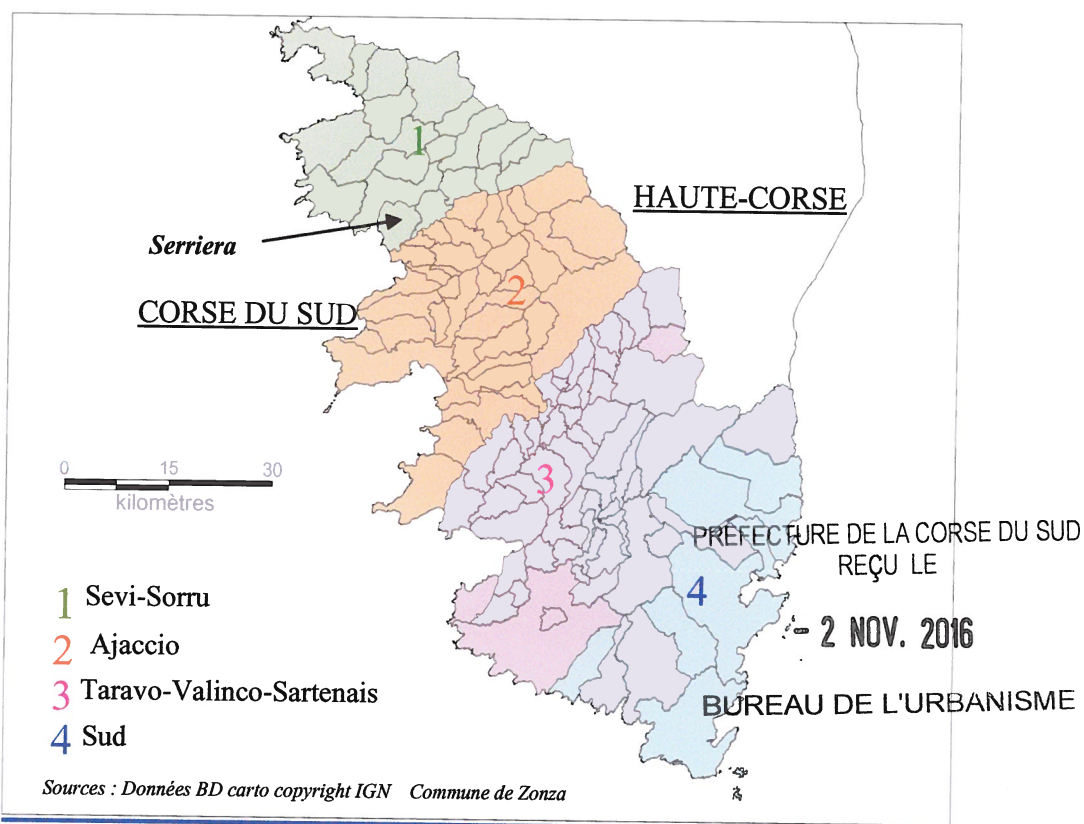 1
HAUTE-CORSE
Serriera
2
CORSE DU SUD
0 15 30
kilomètres
3
PREFECTURE DE LA CORSE DU SUD
REÇU LE
4
- 2 NOV. 2016
BUREAU DE L'URBANISME
1 Sevi-Sorru
2 Ajaccio
3 Taravo-Valinco-Sartenais
4 Sud
Sources : Données BD carto copyright IGN Commune de Zonza